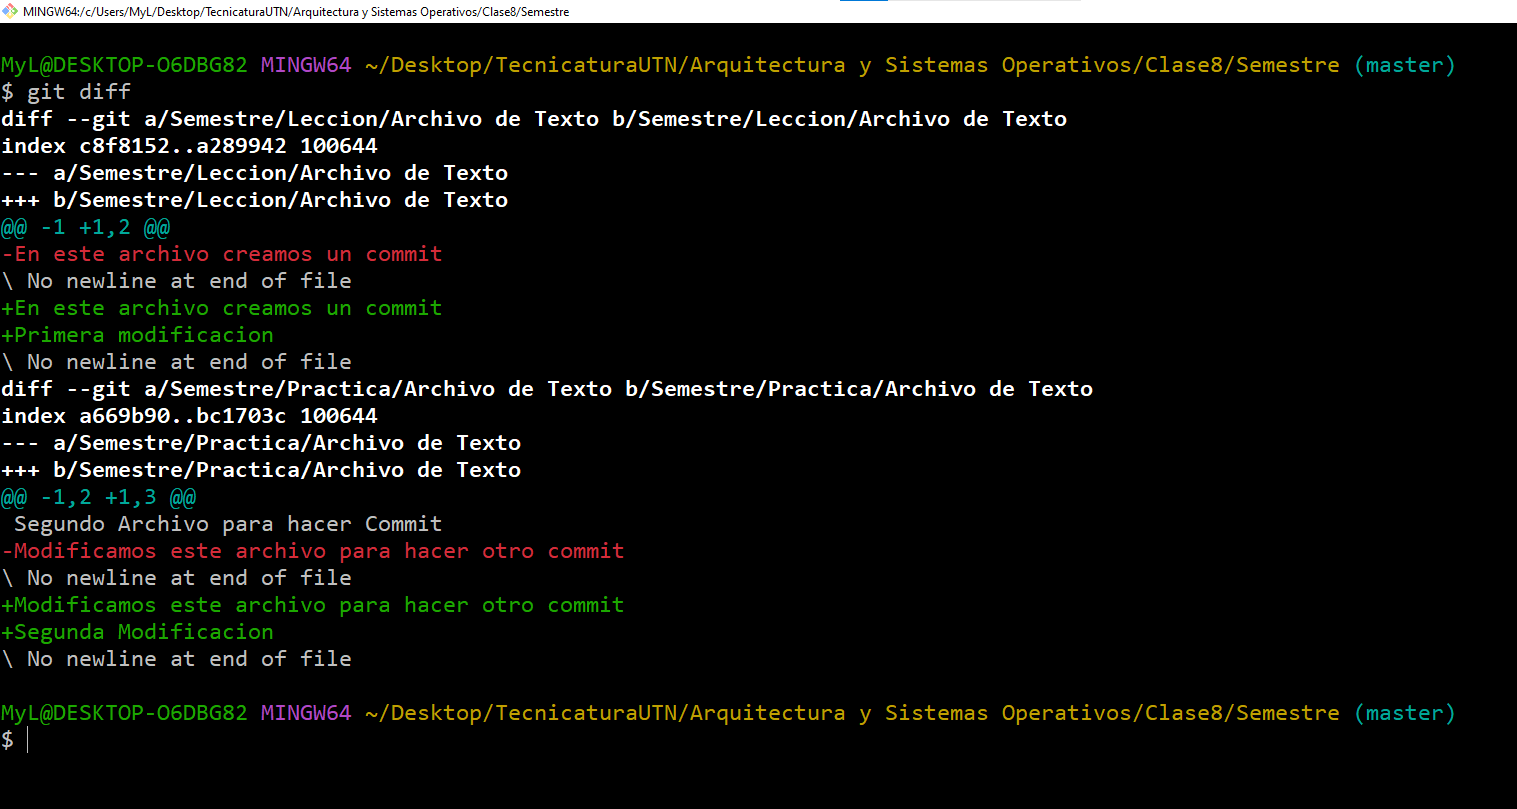 MINGW64:/c/Users/MyL/Desktop/TecnicaturaUTN/Arquitectura y Sistemas Operativos/Clase8/Semestre
MyL@DESKTOP-O6DBG82 MINGW64 ~/Desktop/TecnicaturaUTN/Arquitectura y Sistemas Operativos/Clase8/Semestre (master)
$ git diff
diff --git a/Semestre/Leccion/Archivo de Texto b/Semestre/Leccion/Archivo de Texto
index c8f8152..a289942 100644
--- a/Semestre/Leccion/Archivo de Texto
+++ b/Semestre/Leccion/Archivo de Texto
@@ -1 +1,2 @@
-En este archivo creamos un commit
\ No newline at end of file
+En este archivo creamos un commit
+Primera modificacion
\ No newline at end of file
diff --git a/Semestre/Practica/Archivo de Texto b/Semestre/Practica/Archivo de Texto
index a669b90..bc1703c 100644
--- a/Semestre/Practica/Archivo de Texto
+++ b/Semestre/Practica/Archivo de Texto
@@ -1,2 +1,3 @@
 Segundo Archivo para hacer Commit
-Modificamos este archivo para hacer otro commit
\ No newline at end of file
+Modificamos este archivo para hacer otro commit
+Segunda Modificacion
\ No newline at end of file
MyL@DESKTOP-O6DBG82 MINGW64 ~/Desktop/TecnicaturaUTN/Arquitectura y Sistemas Operativos/Clase8/Semestre (master)
$